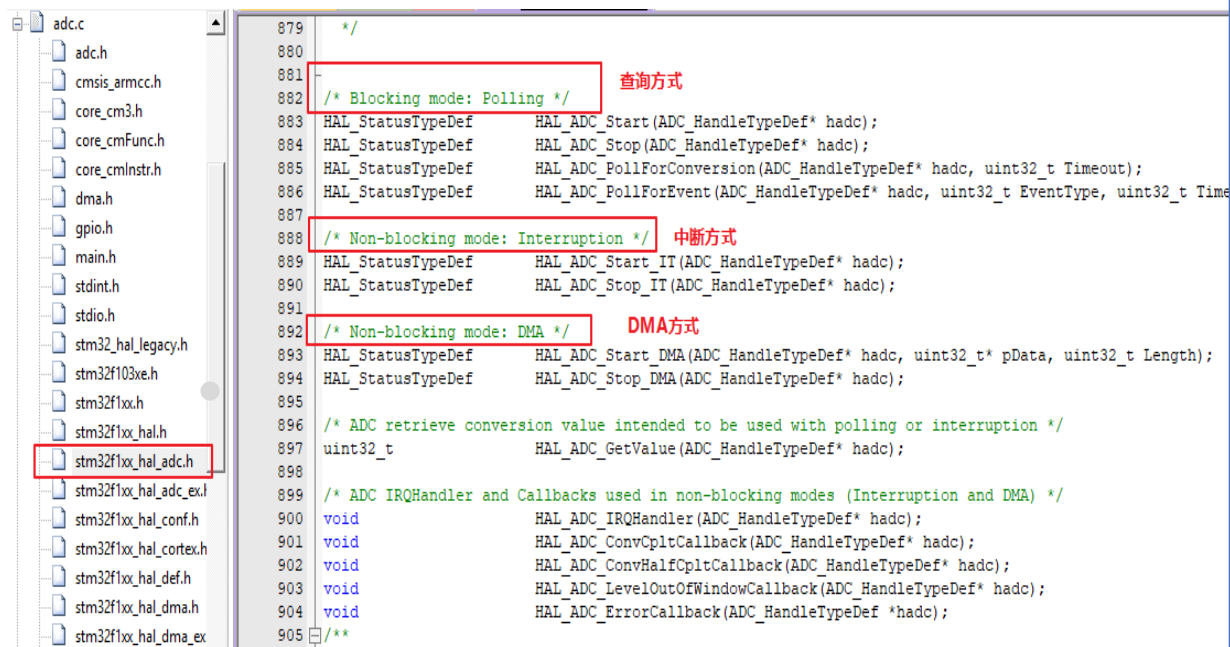 adc.c
adc.h
cmsis_armcc.h
core_cm3.h
core_cmFunc.h
core_cmInstr.h
dma.h
gpio.h
main.h
stdint.h
stdio.h
stm32_hal_legacy.h
stm32f103xe.h
stm32f1xx.h
stm32f1xx_hal.h
stm32f1xx_hal_adc.h
stm32f1xx_hal_adc_ex.h
stm32f1xx_hal_conf.h
stm32f1xx_hal_cortex.h
stm32f1xx_hal_def.h
stm32f1xx_hal_dma.h
stm32f1xx_hal_dma_ex
879 */
880
881 查询方式
882 /* Blocking mode: Polling */
883 HAL_StatusTypeDef HAL_ADC_Start(ADC_HandleTypeDef* hadc);
884 HAL_StatusTypeDef HAL_ADC_Stop(ADC_HandleTypeDef* hadc);
885 HAL_StatusTypeDef HAL_ADC_PollForConversion(ADC_HandleTypeDef* hadc, uint32_t Timeout);
886 HAL_StatusTypeDef HAL_ADC_PollForEvent(ADC_HandleTypeDef* hadc, uint32_t EventType, uint32_t Time
887
888 /* Non-blocking mode: Interruption */ 中断方式
889 HAL_StatusTypeDef HAL_ADC_Start_IT(ADC_HandleTypeDef* hadc);
890 HAL_StatusTypeDef HAL_ADC_Stop_IT(ADC_HandleTypeDef* hadc);
891
892 /* Non-blocking mode: DMA */ DMA方式
893 HAL_StatusTypeDef HAL_ADC_Start_DMA(ADC_HandleTypeDef* hadc, uint32_t* pData, uint32_t Length);
894 HAL_StatusTypeDef HAL_ADC_Stop_DMA(ADC_HandleTypeDef* hadc);
895
896 /* ADC retrieve conversion value intended to be used with polling or interruption */
897 uint32_t HAL_ADC_GetValue(ADC_HandleTypeDef* hadc);
898
899 /* ADC IRQHandler and Callbacks used in non-blocking modes (Interruption and DMA) */
900 void HAL_ADC_IRQHandler(ADC_HandleTypeDef* hadc);
901 void HAL_ADC_ConvCpltCallback(ADC_HandleTypeDef* hadc);
902 void HAL_ADC_ConvHalfCpltCallback(ADC_HandleTypeDef* hadc);
903 void HAL_ADC_LevelOutOfWindowCallback(ADC_HandleTypeDef* hadc);
904 void HAL_ADC_ErrorCallback(ADC_HandleTypeDef *hadc);
905 /**